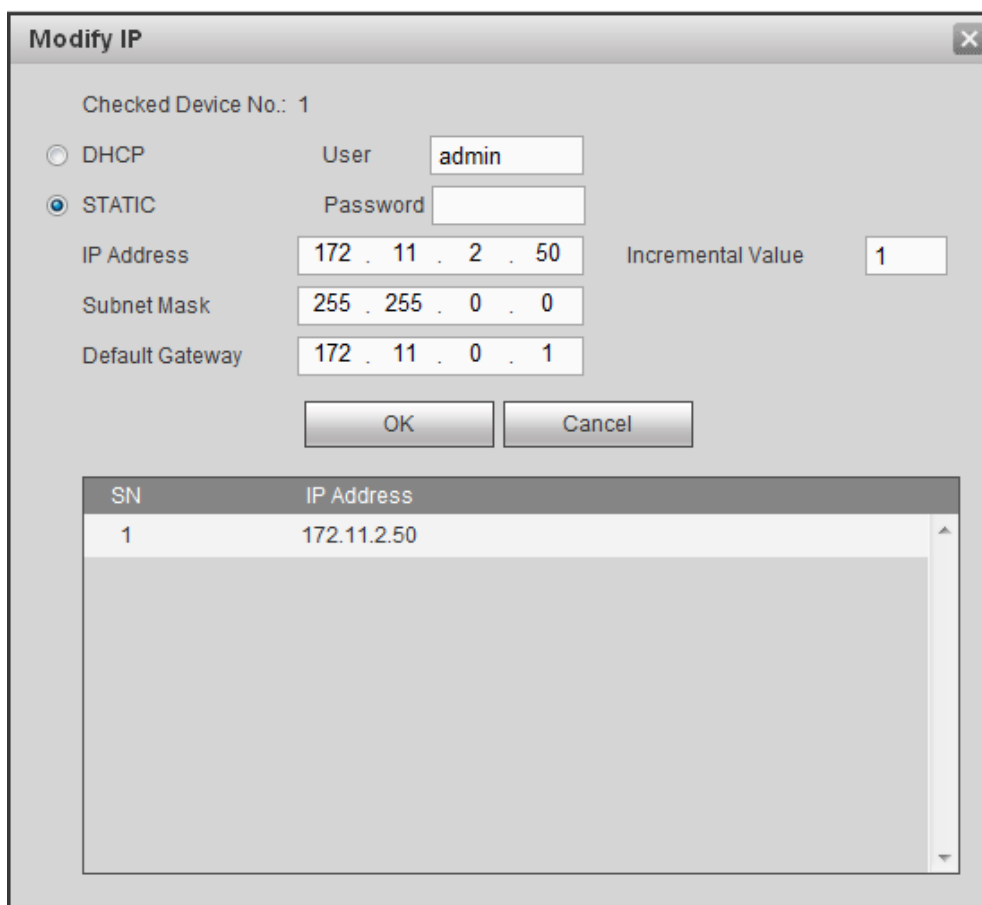 Modify IP
Checked Device No.: 1
DHCP User admin
STATIC Password
IP Address 172 . 11 . 2 . 50 Incremental Value 1
Subnet Mask 255 . 255 . 0 . 0
Default Gateway 172 . 11 . 0 . 1
OK Cancel
SN IP Address
1 172.11.2.50